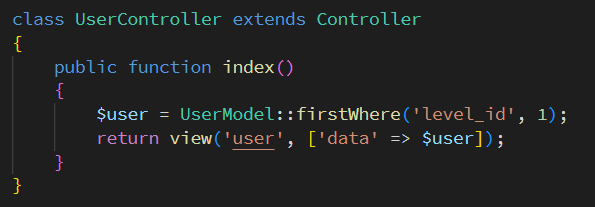 class UserController extends Controller
{
    public function index()
    {
        $user = UserModel::firstWhere('level_id', 1);
        return view('user', ['data' => $user]);
    }
}